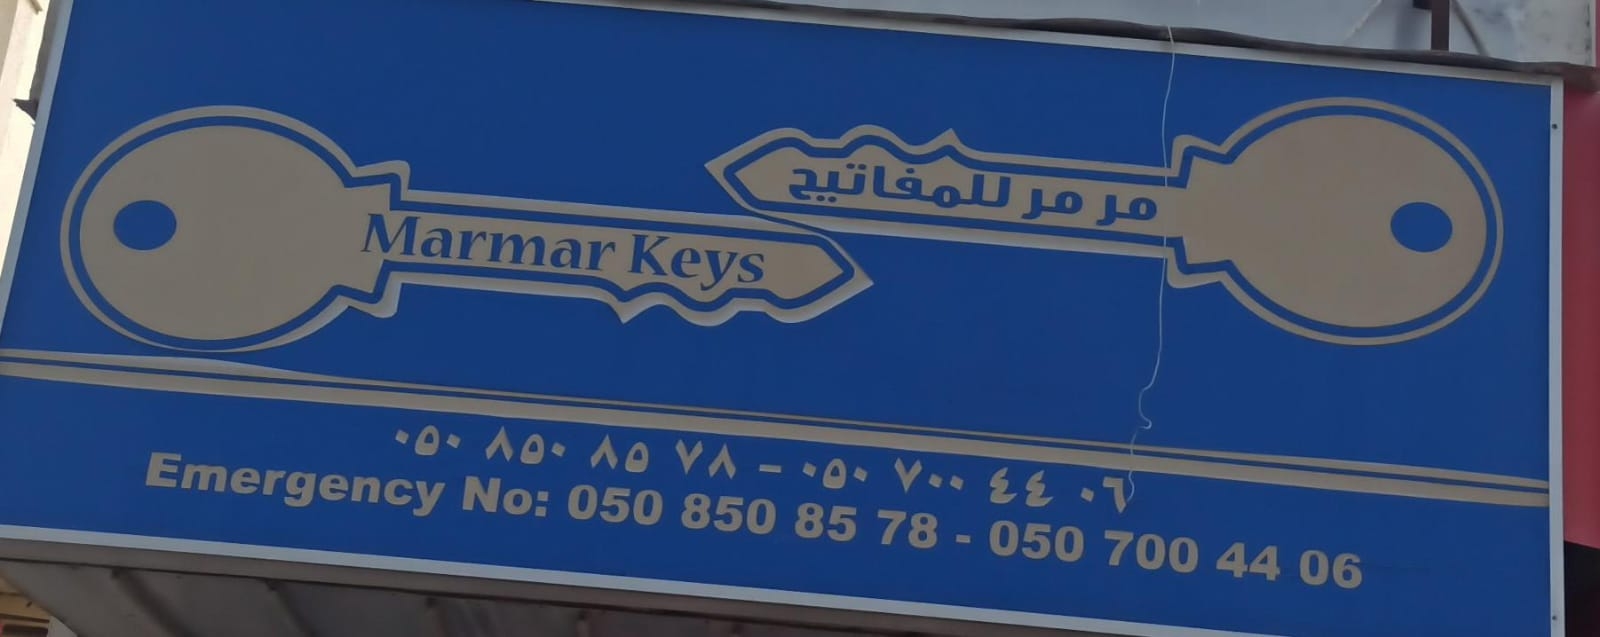 مر مر للمفاتيح
Marmar Keys
٠٥٠ ٨٥٠ ٨٥ ٧٨ - ٠٥٠ ٧٠٠ ٤٤ ٠٦
Emergency No: 050 850 85 78 - 050 700 44 06